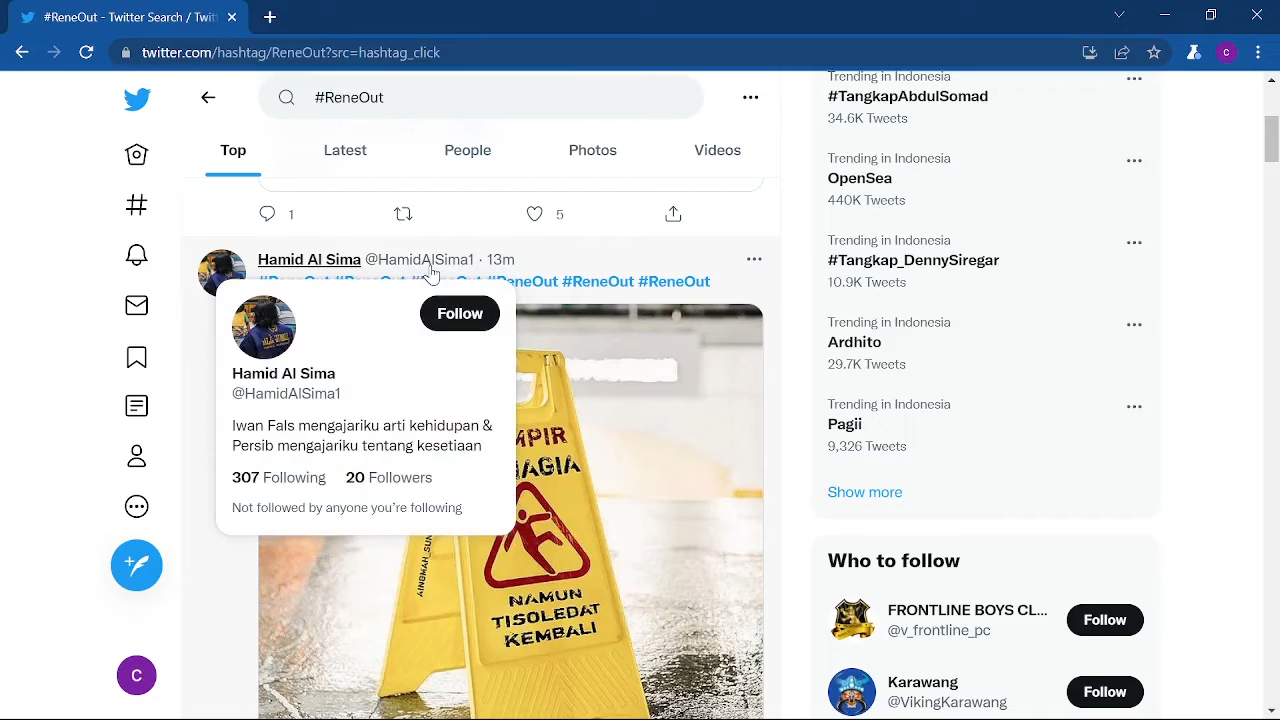 #ReneOut - Twitter Search / Twit
twitter.com/hashtag/ReneOut?src=hashtag_click
C
#ReneOut
Top
Latest
People
Photos
Videos
1
5
Hamid Al Sima @HamidAlSima1 · 13m
#ReneOut #ReneOut
Follow
Hamid Al Sima
@HamidAlSima1
Iwan Fals mengajariku arti kehidupan &
Persib mengajariku tentang kesetiaan
307 Following 20 Followers
Not followed by anyone you're following
NAMUN
TISOLEDAT
KEMBALI
C
Trending in Indonesia
#TangkapAbdulSomad
34.6K Tweets
Trending in Indonesia
OpenSea
440K Tweets
Trending in Indonesia
#Tangkap_DennySiregar
10.9K Tweets
Trending in Indonesia
Ardhito
29.7K Tweets
Trending in Indonesia
Pagii
9,326 Tweets
Show more
Who to follow
FRONTLINE BOYS CL...
@v_frontline_pc
Follow
Karawang
@VikingKarawang
Follow